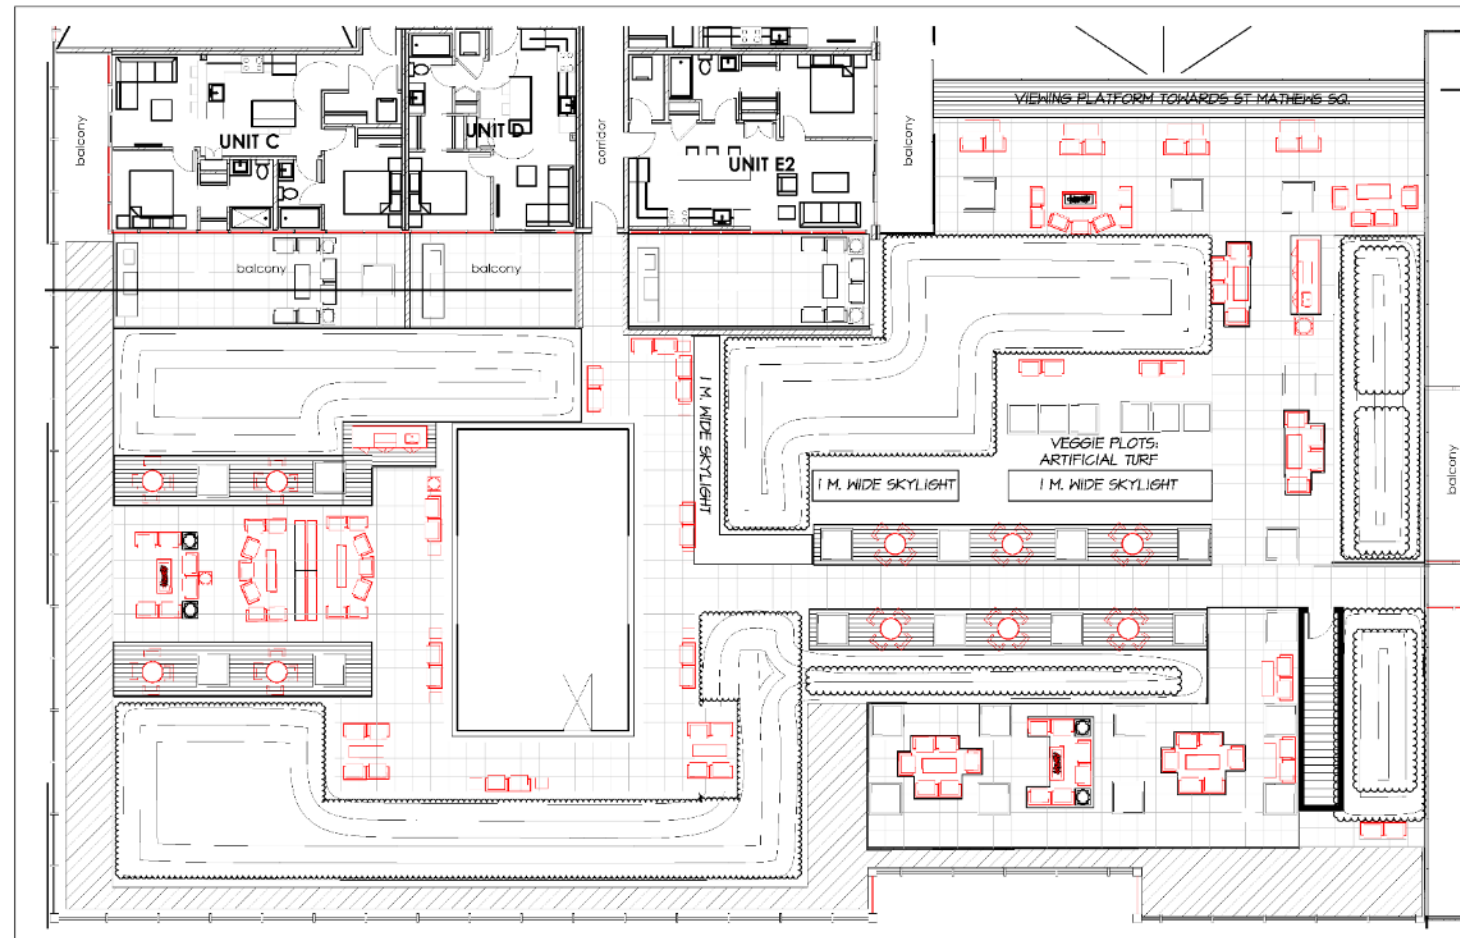 VIEWING PLATFORM TOWARDS ST MATHEWS SQ.
balcony
UNIT C
UNIT D
corridor
UNIT E2
balcony
balcony
balcony
1 M. WIDE SKYLIGHT
VEGGIE PLOTS:
ARTIFICIAL TURF
1 M. WIDE SKYLIGHT
1 M. WIDE SKYLIGHT
balcony